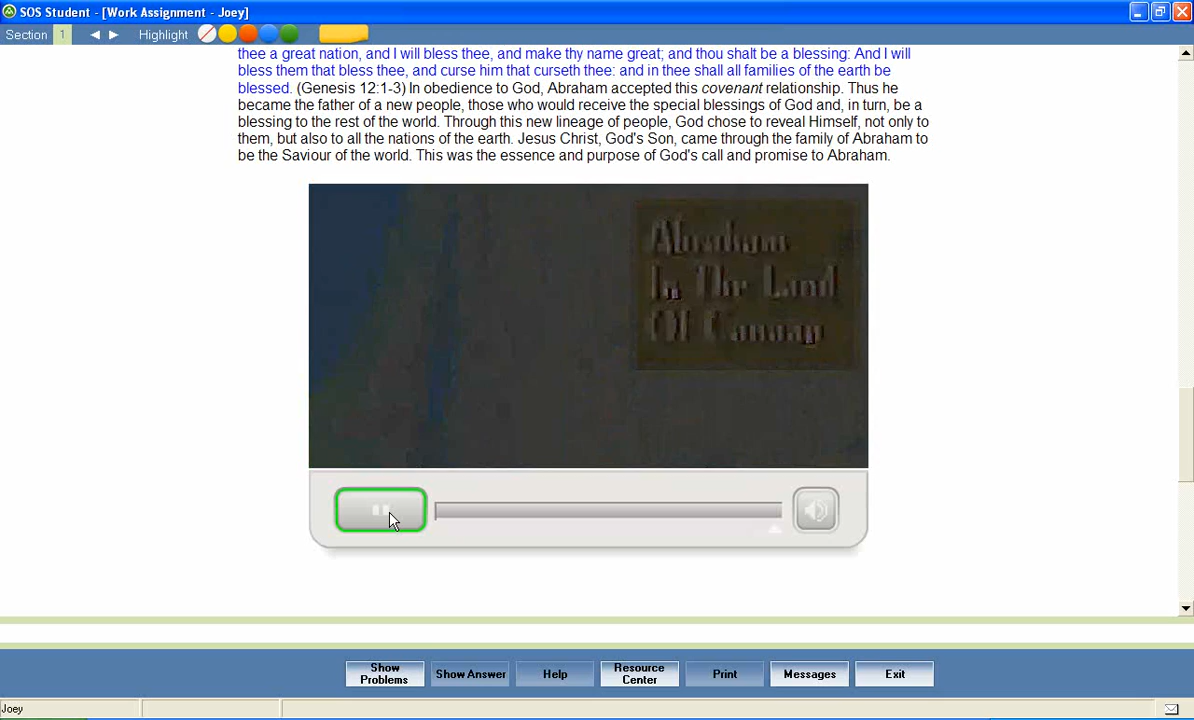 SOS Student - [Work Assignment - Joey]
Section 1 Highlight
thee a great nation, and I will bless thee, and make thy name great; and thou shalt be a blessing: And I will
bless them that bless thee, and curse him that curseth thee: and in thee shall all families of the earth be
blessed. (Genesis 12:1-3) In obedience to God, Abraham accepted this covenant relationship. Thus he
became the father of a new people, those who would receive the special blessings of God and, in turn, be a
blessing to the rest of the world. Through this new lineage of people, God chose to reveal Himself, not only to
them, but also to all the nations of the earth. Jesus Christ, God's Son, came through the family of Abraham to
be the Saviour of the world. This was the essence and purpose of God's call and promise to Abraham.
Abraham
In The Land
Of Canaan
Show Problems Show Answer Help Resource Center Print Messages Exit
Joey